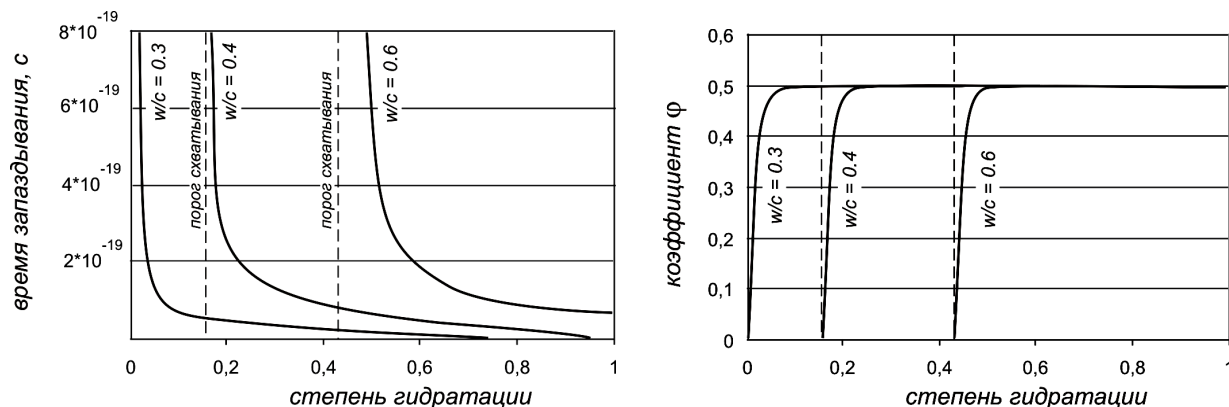 время запаздывания, с
8*10^-19
6*10^-19
4*10^-19
2*10^-19
w/c = 0.3
порог схватывания
w/c = 0.4
порог схватывания
w/c = 0.6
0
0,2
0,4
0,6
0,8
1
степень гидратации
коэффициент φ
0,6
0,5
0,4
0,3
0,2
0,1
0
w/c = 0.3
w/c = 0.4
w/c = 0.6
0
0,2
0,4
0,6
0,8
1
степень гидратации